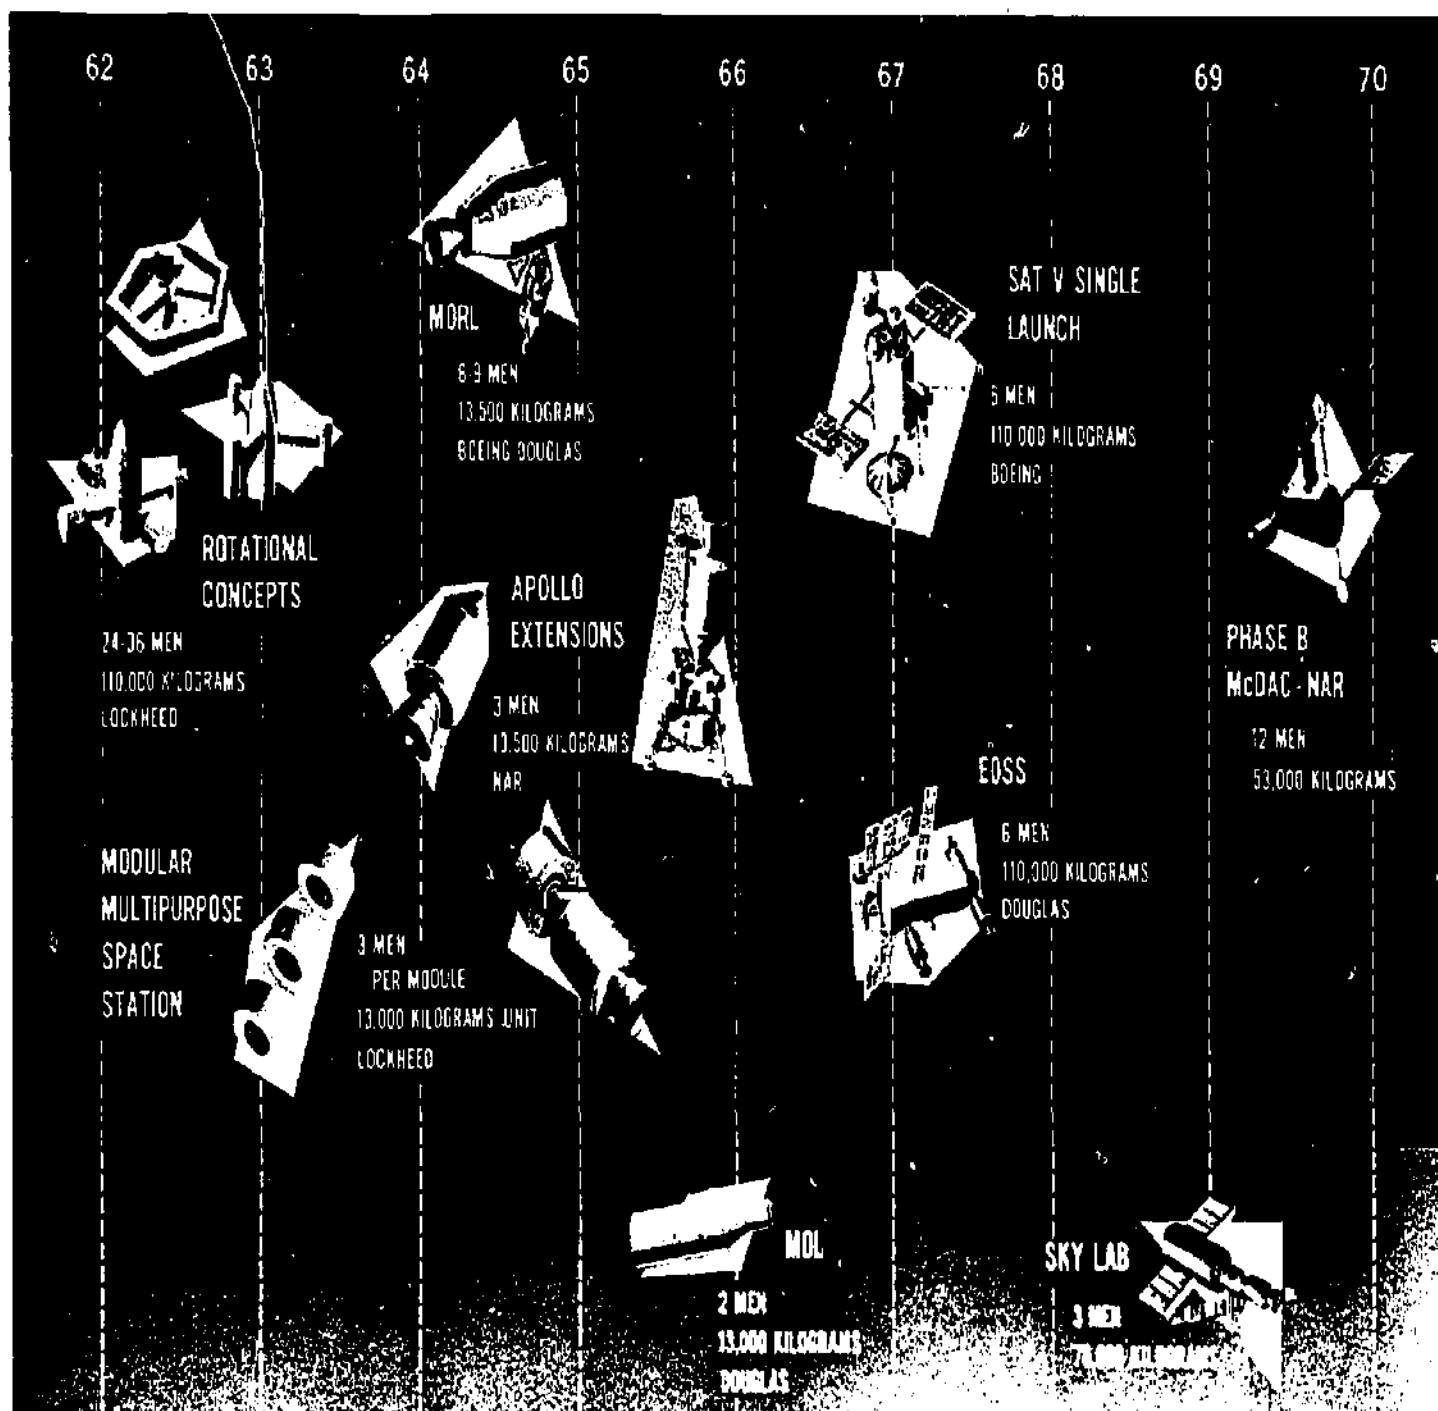 62 63 64 65 66 67 68 69 70
MORL
6-9 MEN
13,500 KILOGRAMS
BOEING DOUGLAS
SAT V SINGLE
LAUNCH
6 MEN
110,000 KILOGRAMS
BOEING
ROTATIONAL
CONCEPTS
24-36 MEN
110,000 KILOGRAMS
LOCKHEED
APOLLO
EXTENSIONS
3 MEN
13,500 KILOGRAMS
NAR
PHASE B
McDAC-NAR
12 MEN
53,000 KILOGRAMS
EOSS
6 MEN
110,000 KILOGRAMS
DOUGLAS
MODULAR
MULTIPURPOSE
SPACE
STATION
3 MEN
PER MODULE
13,000 KILOGRAMS UNIT
LOCKHEED
MOL
2 MEN
13,000 KILOGRAMS
DOUGLAS
SKY LAB
3 MEN
KILOGRAMS